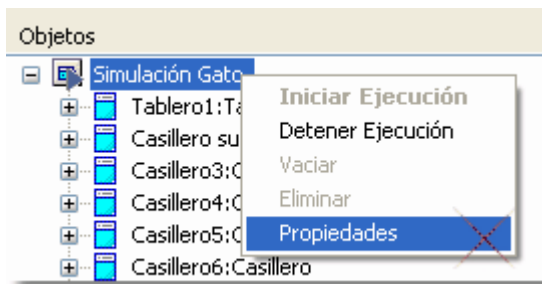 Objetos
Simulación Gato
Iniciar Ejecución
Tablero1:Ta
Detener Ejecución
Casillero su
Vaciar
Casillero3:C
Eliminar
Casillero4:C
Propiedades
Casillero5:C
Casillero6:Casillero